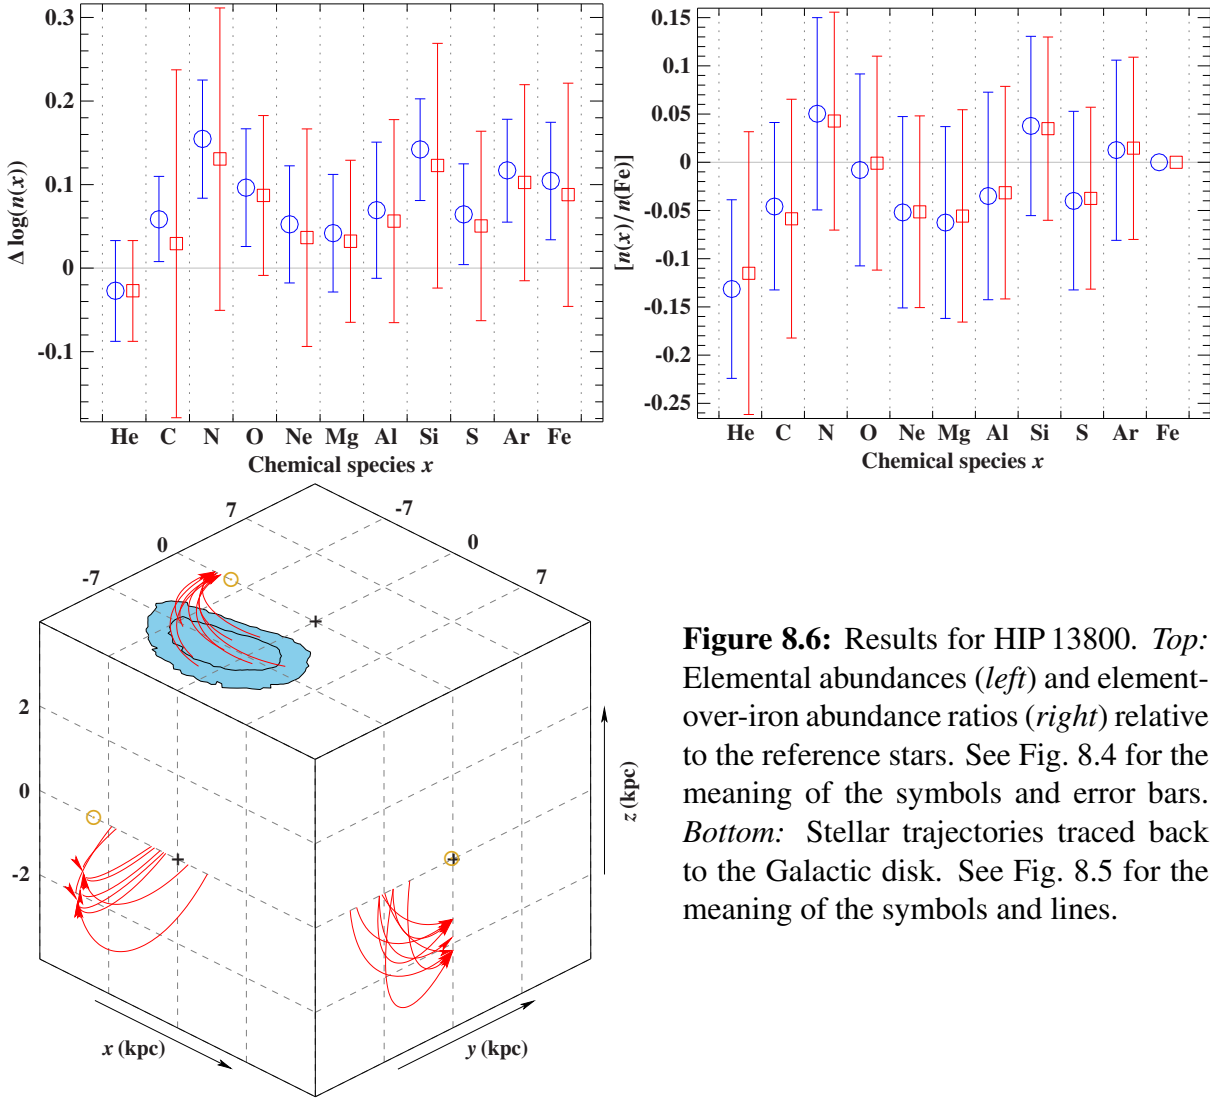 0.3
0.2
0.1
0
-0.1
Δ log(n(x))
He C N O Ne Mg Al Si S Ar Fe
Chemical species x
0.15
0.1
0.05
0
-0.05
-0.1
-0.15
-0.2
-0.25
[n(x)/n(Fe)]
He C N O Ne Mg Al Si S Ar Fe
Chemical species x
7
0
-7
-7
0
7
2
0
-2
z (kpc)
x (kpc)
y (kpc)
Figure 8.6: Results for HIP 13800. Top:
Elemental abundances (left) and element-
over-iron abundance ratios (right) relative
to the reference stars. See Fig. 8.4 for the
meaning of the symbols and error bars.
Bottom: Stellar trajectories traced back
to the Galactic disk. See Fig. 8.5 for the
meaning of the symbols and lines.